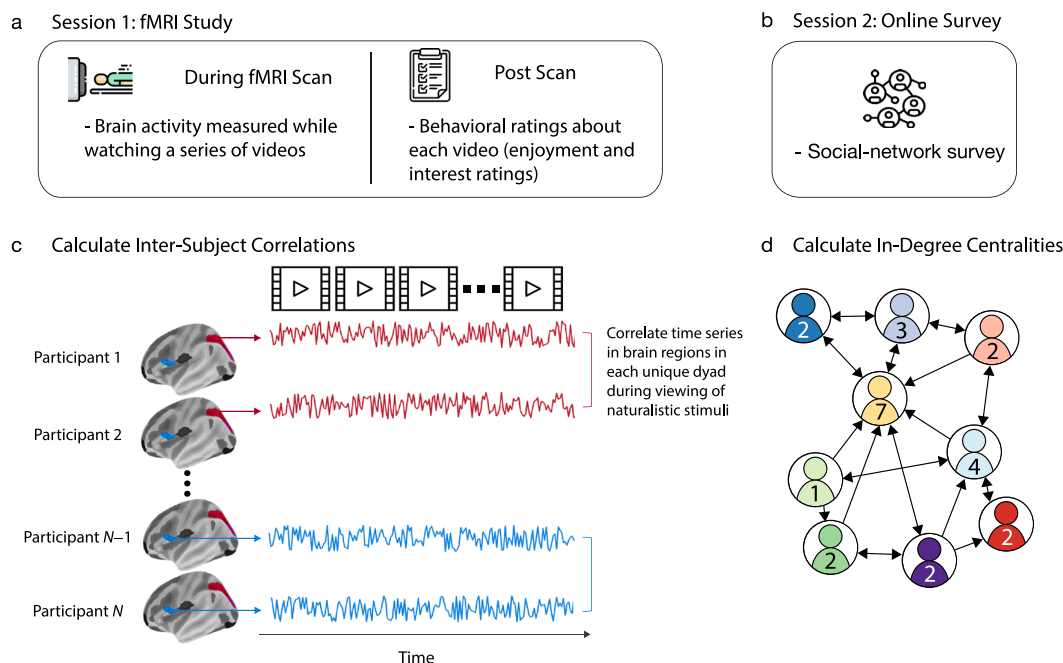 a Session 1: fMRI Study
During fMRI Scan
- Brain activity measured while
watching a series of videos
Post Scan
- Behavioral ratings about
each video (enjoyment and
interest ratings)
b Session 2: Online Survey
- Social-network survey
c Calculate Inter-Subject Correlations
Participant 1
Participant 2
Participant N–1
Participant N
Correlate time series
in brain regions in
each unique dyad
during viewing of
naturalistic stimuli
Time
d Calculate In-Degree Centralities
2
3
2
7
4
1
2
2
2